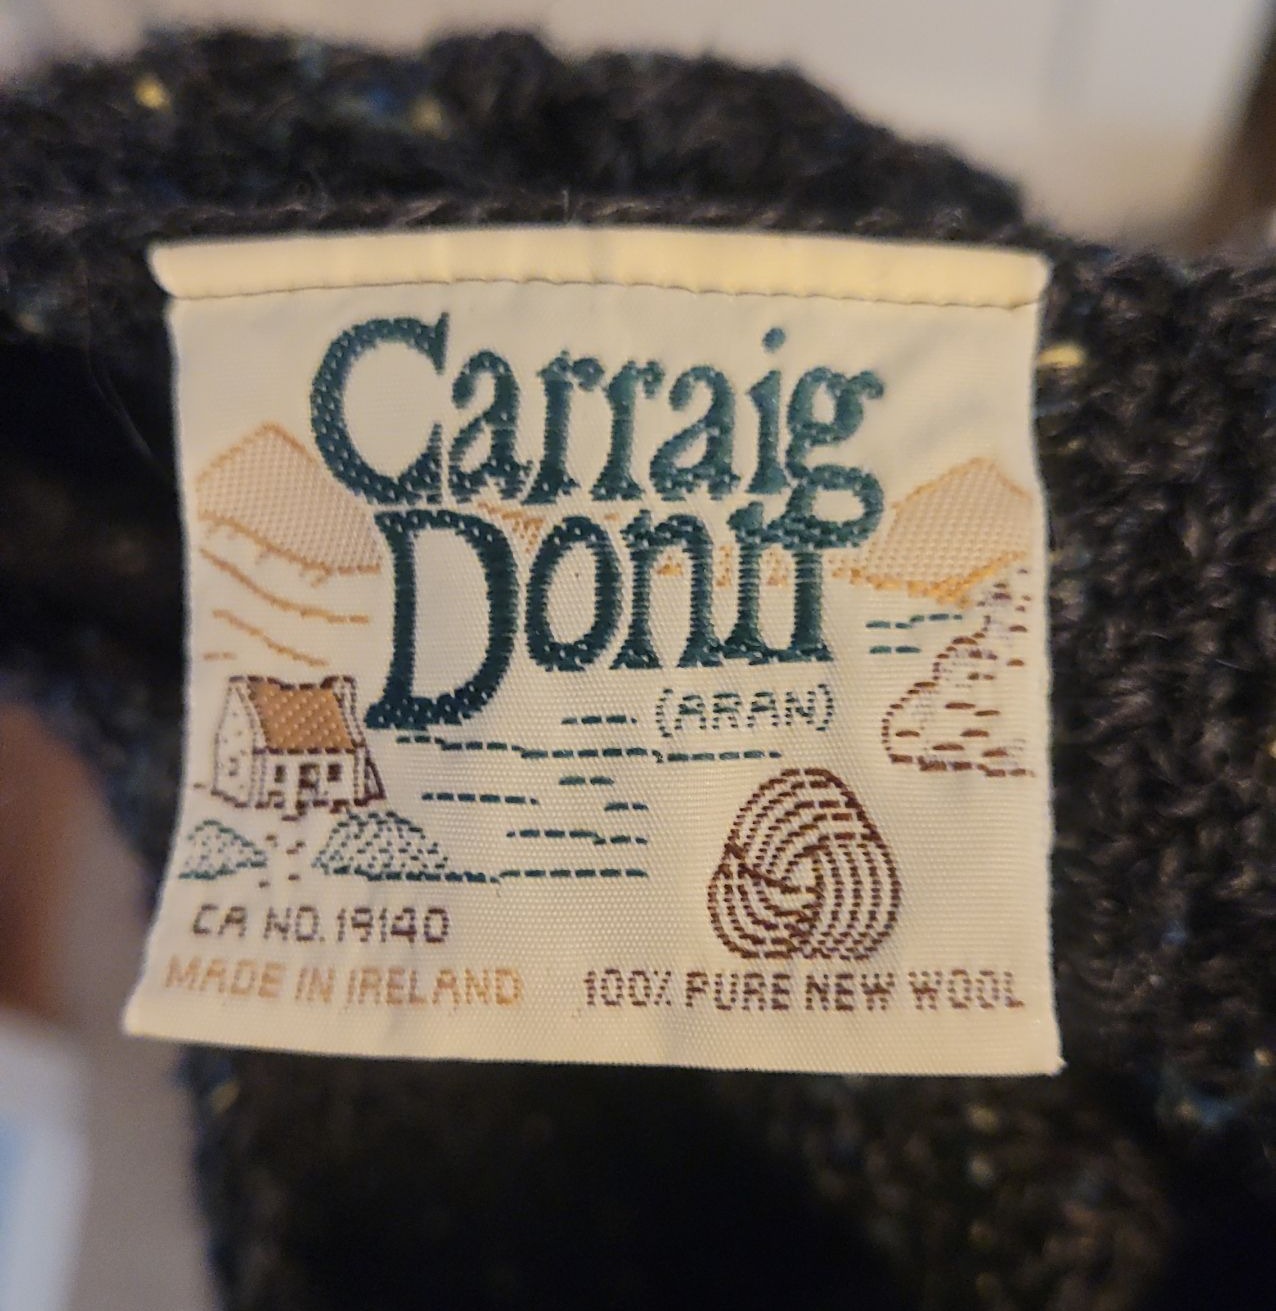 Carraig
Donn
(ARAN)
CA NO. 19140
MADE IN IRELAND
100% PURE NEW WOOL